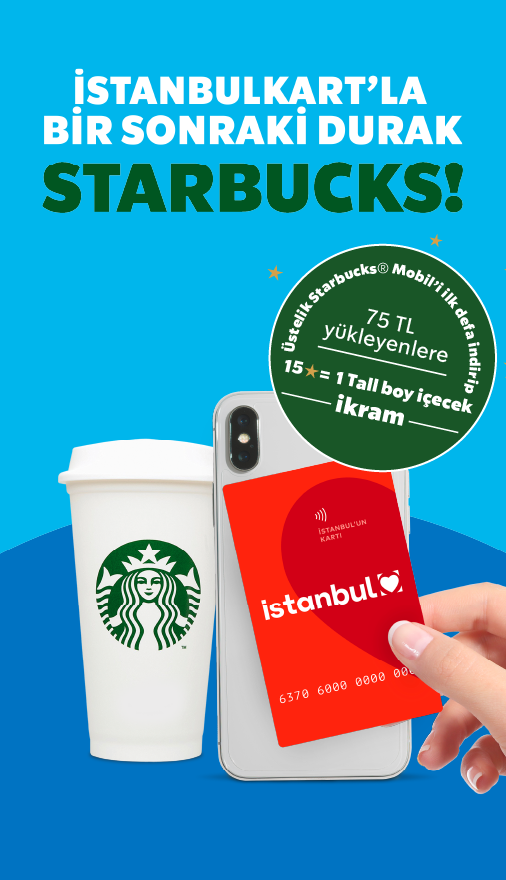 İSTANBULKART’LA
BİR SONRAKİ DURAK
STARBUCKS!
Üstelik Starbucks® Mobil’i ilk defa indirip
75 TL
yükleyenlere
15★= 1 Tall boy içecek
ikram
İSTANBUL'UN
KARTI
istanbul
6370 6000 0000 000
TM